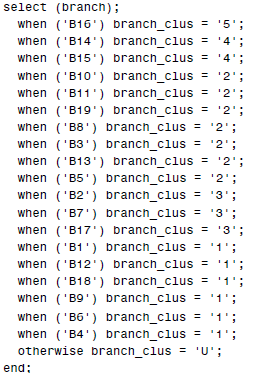 select (branch);
when ('B16') branch_clus = '5';
when ('B14') branch_clus = '4';
when ('B15') branch_clus = '4';
when ('B10') branch_clus = '2';
when ('B11') branch_clus = '2';
when ('B19') branch_clus = '2';
when ('B8') branch_clus = '2';
when ('B3') branch_clus = '2';
when ('B13') branch_clus = '2';
when ('B5') branch_clus = '2';
when ('B2') branch_clus = '3';
when ('B7') branch_clus = '3';
when ('B17') branch_clus = '3';
when ('B1') branch_clus = '1';
when ('B12') branch_clus = '1';
when ('B18') branch_clus = '1';
when ('B9') branch_clus = '1';
when ('B6') branch_clus = '1';
when ('B4') branch_clus = '1';
otherwise branch_clus = 'U';
end;